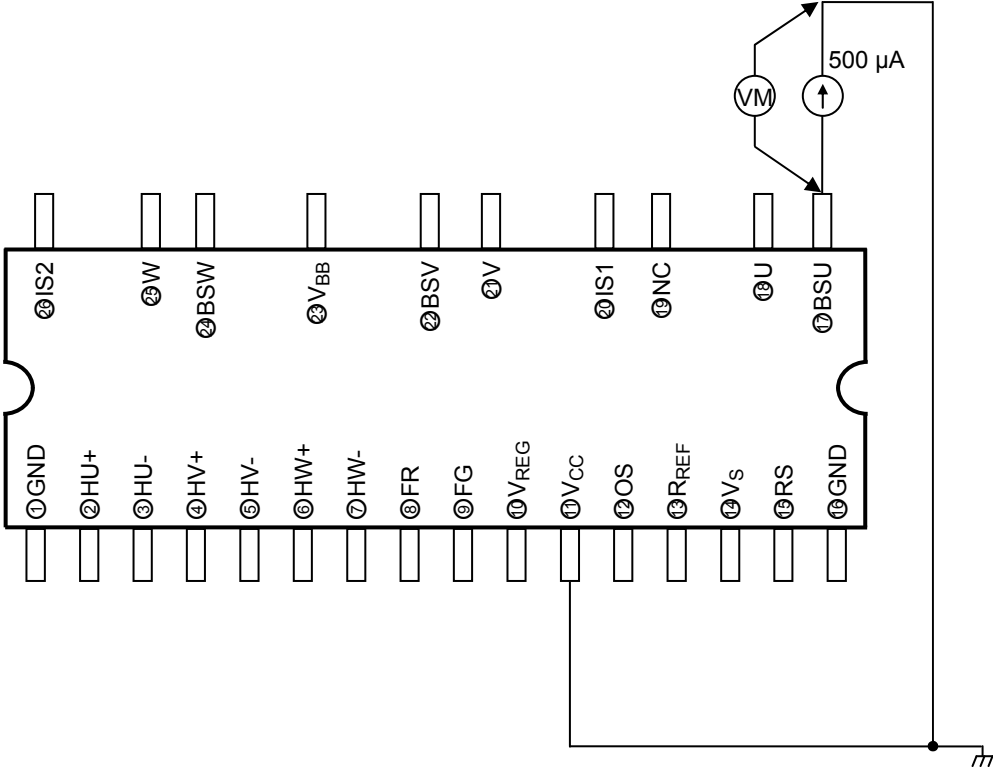 500 µA
VM
㉖IS2
㉕W
㉔BSW
㉓VBB
㉒BSV
㉑V
⑳IS1
⑲NC
⑱U
⑰BSU
①GND
②HU+
③HU-
④HV+
⑤HV-
⑥HW+
⑦HW-
⑧FR
⑨FG
⑩VREG
⑪VCC
⑫OS
⑬RREF
⑭VS
⑮RS
⑯GND